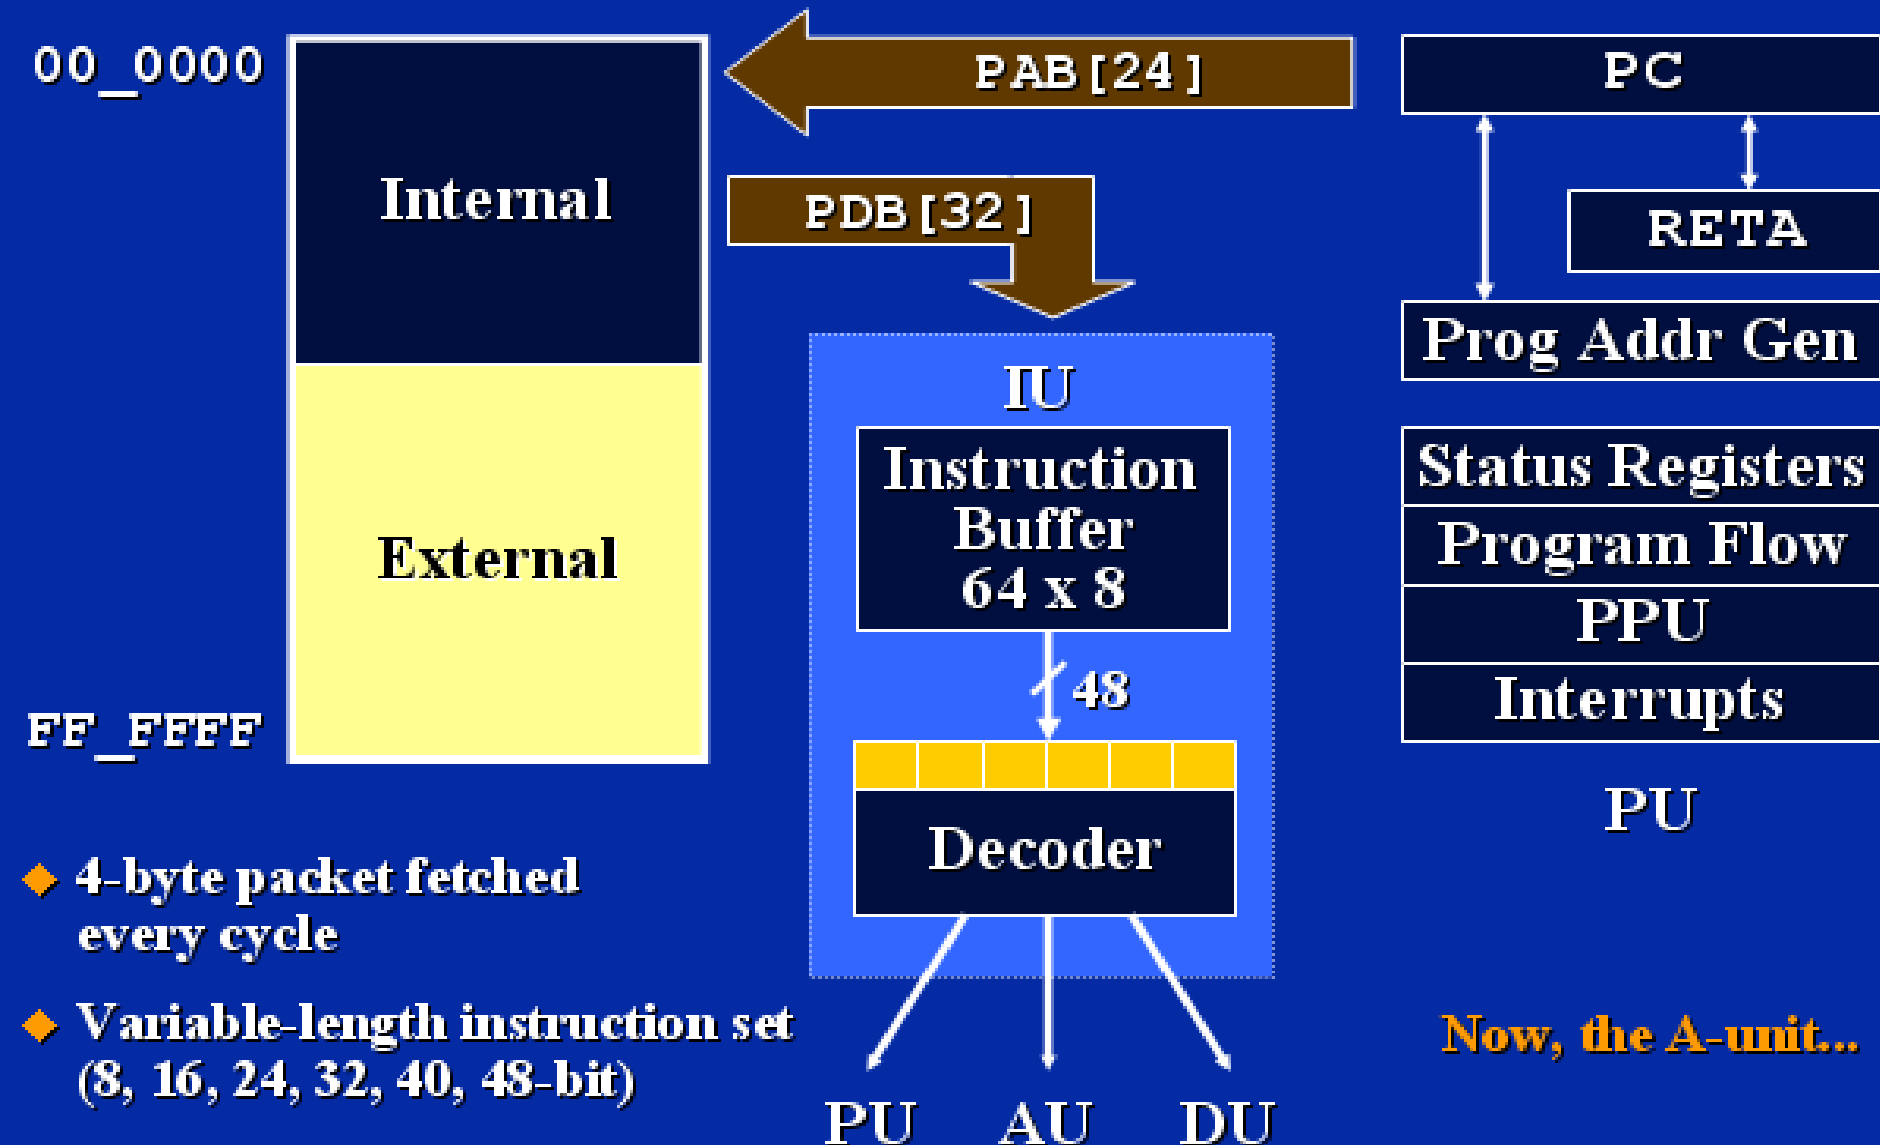 00_0000
Internal
External
FF_FFFF
PAB[24]
PDB[32]
PC
RETA
Prog Addr Gen
IU
Instruction
Buffer
64 x 8
48
Decoder
Status Registers
Program Flow
PPU
Interrupts
PU
4-byte packet fetched
every cycle
Variable-length instruction set
(8, 16, 24, 32, 40, 48-bit)
PU AU DU
Now, the A-unit...